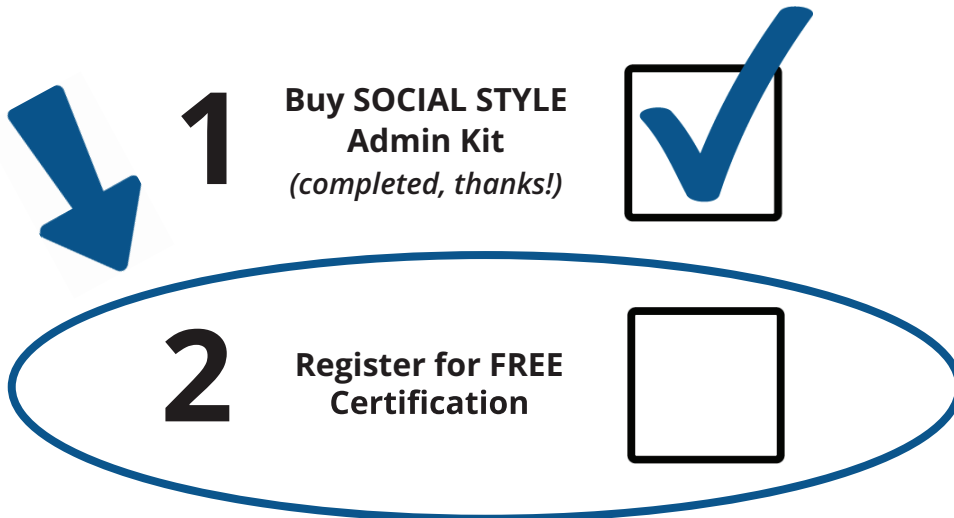 1
Buy SOCIAL STYLE
Admin Kit
(completed, thanks!)
2
Register for FREE
Certification